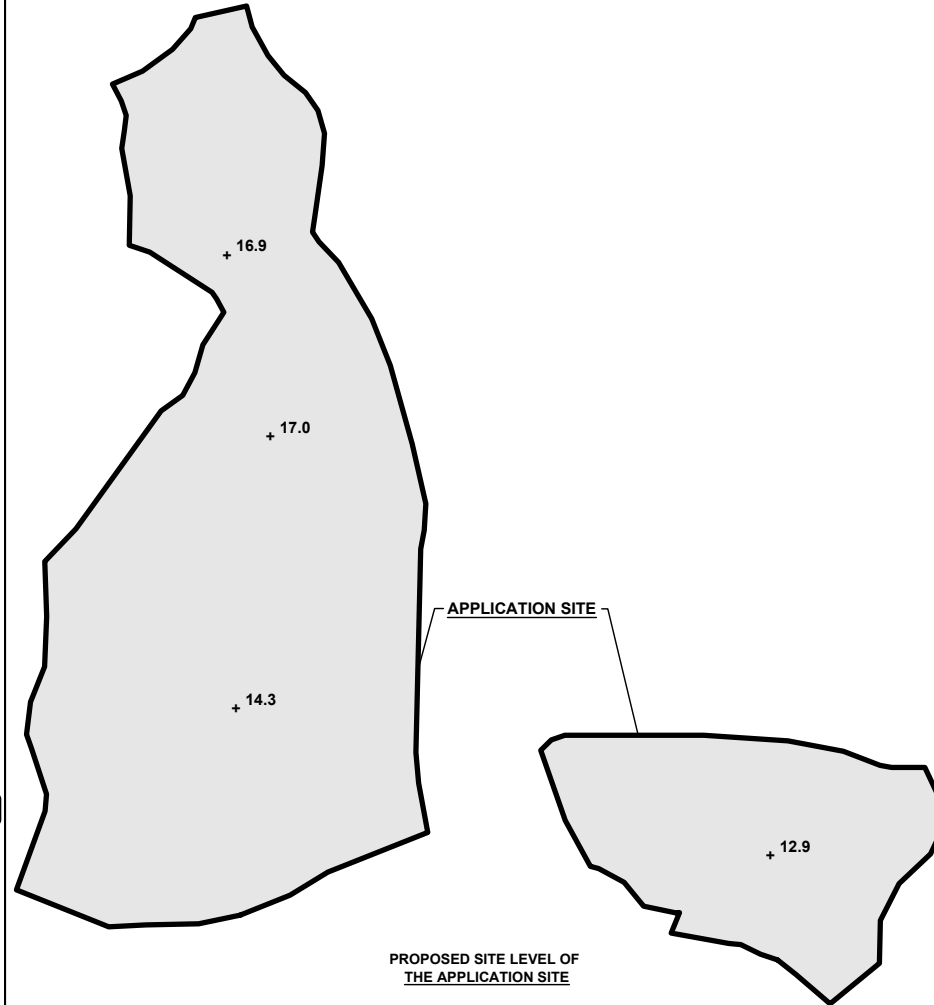 + 16.9
+ 17.0
APPLICATION SITE
+ 14.3
+ 12.9
PROPOSED SITE LEVEL OF
THE APPLICATION SITE